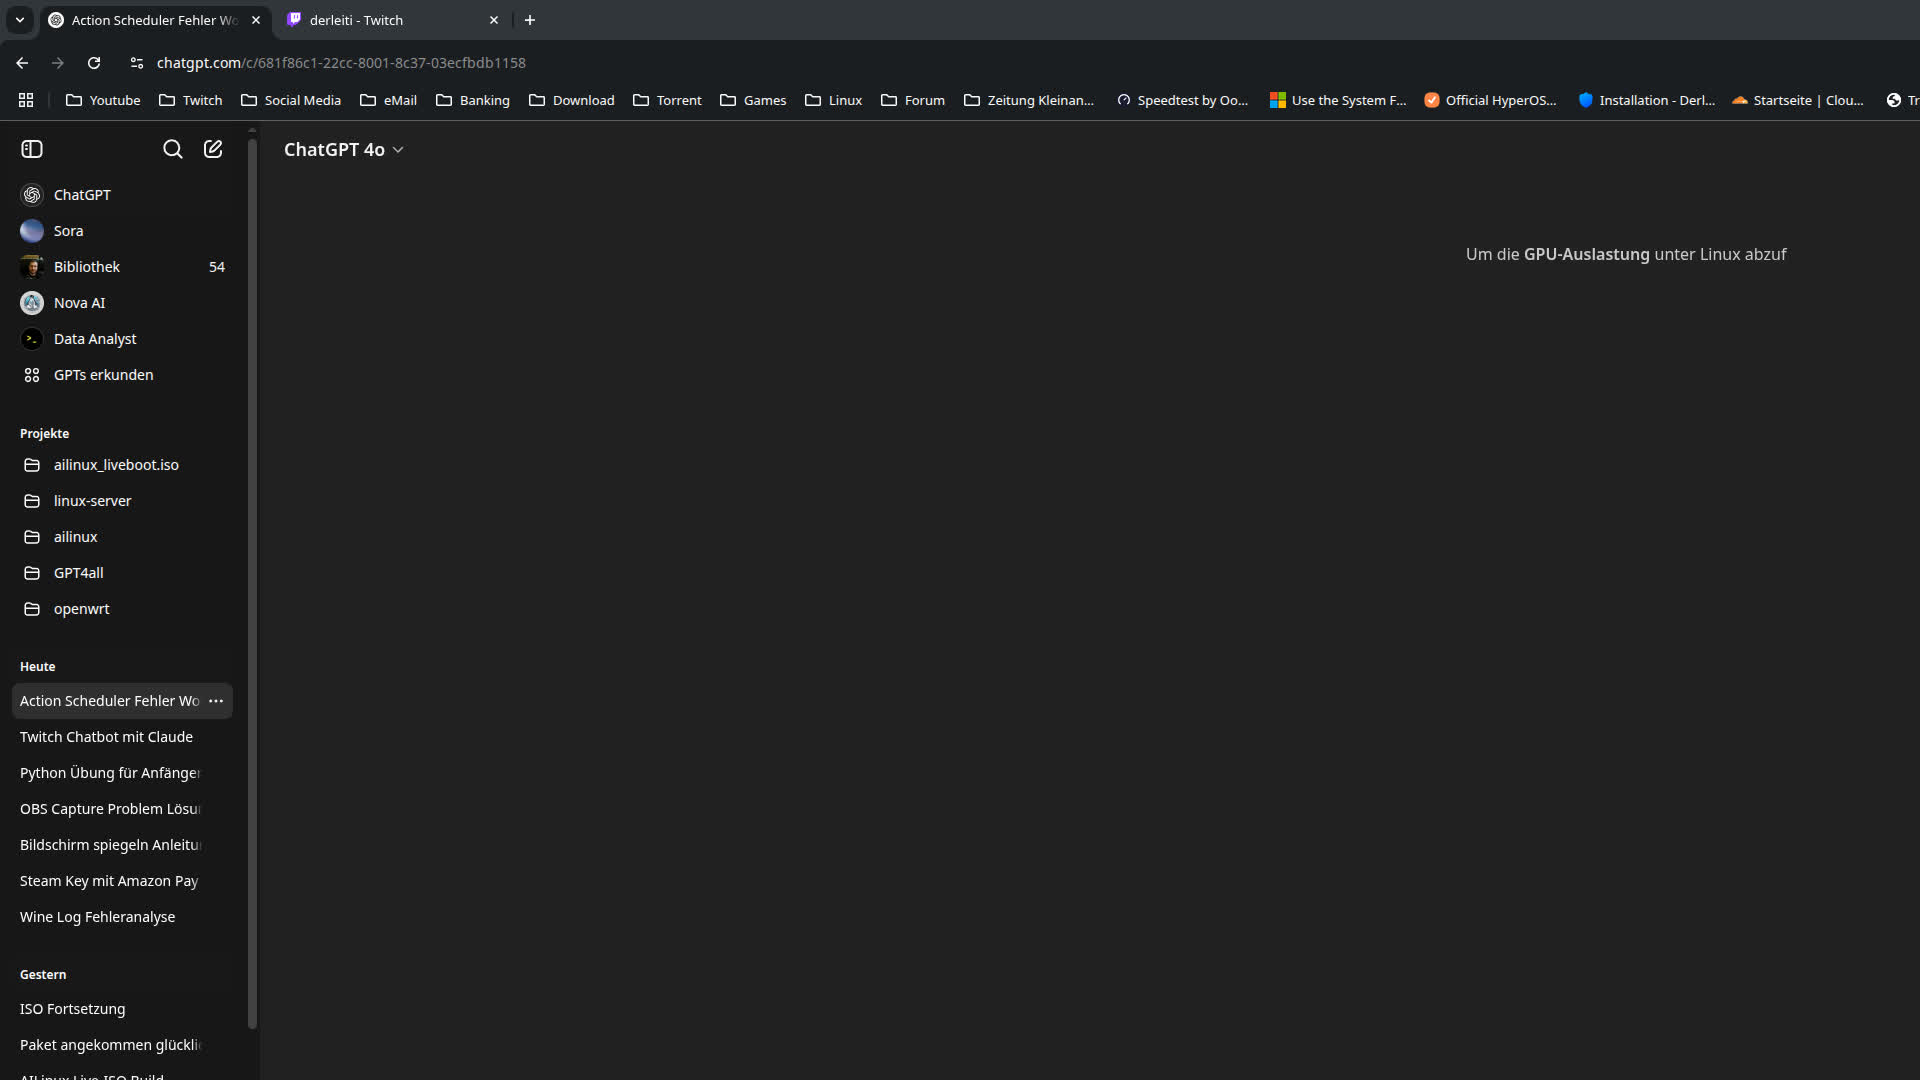 Action Scheduler Fehler Wo
derleiti - Twitch
chatgpt.com/c/681f86c1-22cc-8001-8c37-03ecfbdb1158
Youtube Twitch Social Media eMail Banking Download Torrent Games Linux Forum Zeitung Kleinan... Speedtest by Oo... Use the System F... Official HyperOS... Installation - Derl... Startseite | Clou... Tr
ChatGPT 4o
ChatGPT
Sora
Bibliothek 54
Nova AI
Data Analyst
GPTs erkunden
Projekte
ailinux_liveboot.iso
linux-server
ailinux
GPT4all
openwrt
Heute
Action Scheduler Fehler Wo
Twitch Chatbot mit Claude
Python Übung für Anfänger
OBS Capture Problem Lösu
Bildschirm spiegeln Anleitu
Steam Key mit Amazon Pay
Wine Log Fehleranalyse
Gestern
ISO Fortsetzung
Paket angekommen glückli
AILinux Live-ISO Build
Um die GPU-Auslastung unter Linux abzuf